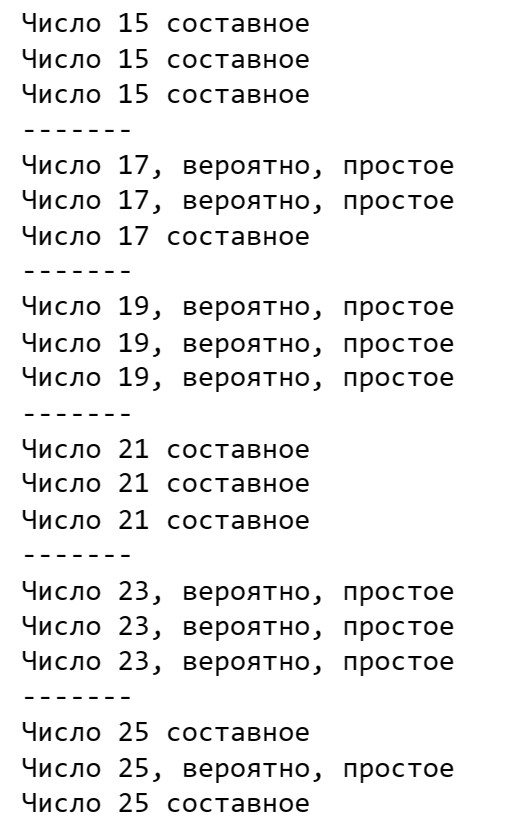 Число 15 составное
Число 15 составное
Число 15 составное
-------
Число 17, вероятно, простое
Число 17, вероятно, простое
Число 17 составное
-------
Число 19, вероятно, простое
Число 19, вероятно, простое
Число 19, вероятно, простое
-------
Число 21 составное
Число 21 составное
Число 21 составное
-------
Число 23, вероятно, простое
Число 23, вероятно, простое
Число 23, вероятно, простое
-------
Число 25 составное
Число 25, вероятно, простое
Число 25 составное